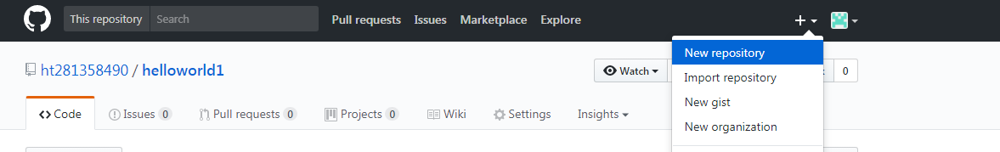 This repository Search Pull requests Issues Marketplace Explore
New repository
ht281358490 / helloworld1 Watch 0
Import repository
New gist
Code Issues 0 Pull requests 0 Projects 0 Wiki Settings Insights
New organization